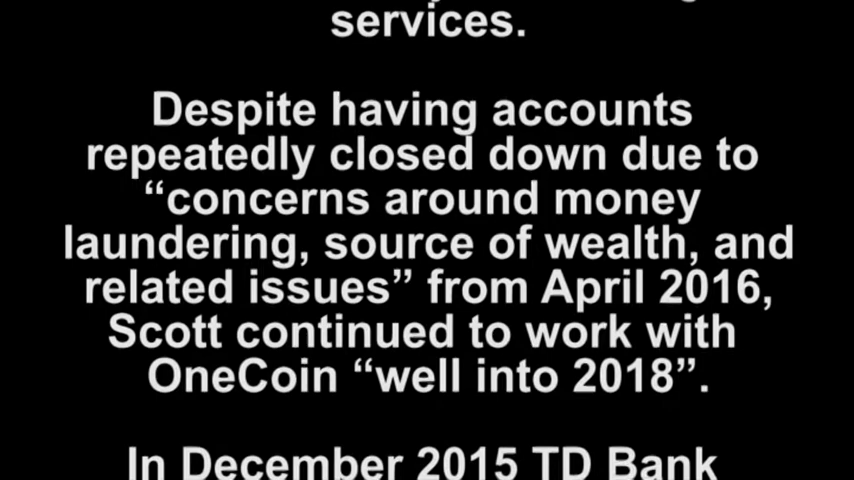 services.
Despite having accounts
repeatedly closed down due to
“concerns around money
laundering, source of wealth, and
related issues” from April 2016,
Scott continued to work with
OneCoin “well into 2018”.
In December 2015 TD Bank